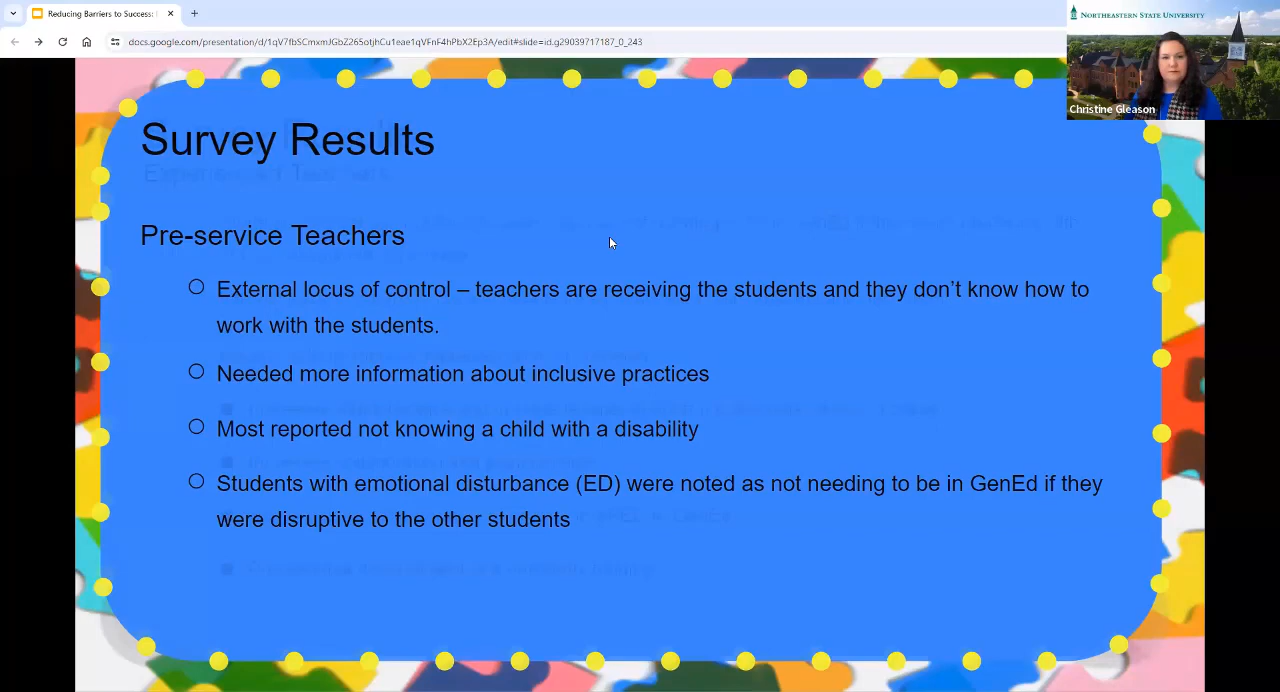 Reducing Barriers to Success:
docs.google.com/presentation/d/1qV7fbSCmxmJGbZ265othCu1eae1qVFnF4hPbX2Ep3A/edit#slide=id.g29039717187_0_243
NORTHEASTERN STATE UNIVERSITY
Christine Gleason
Survey Results
Pre-service Teachers
External locus of control – teachers are receiving the students and they don’t know how to
work with the students.
Needed more information about inclusive practices
Most reported not knowing a child with a disability
Students with emotional disturbance (ED) were noted as not needing to be in GenEd if they
were disruptive to the other students